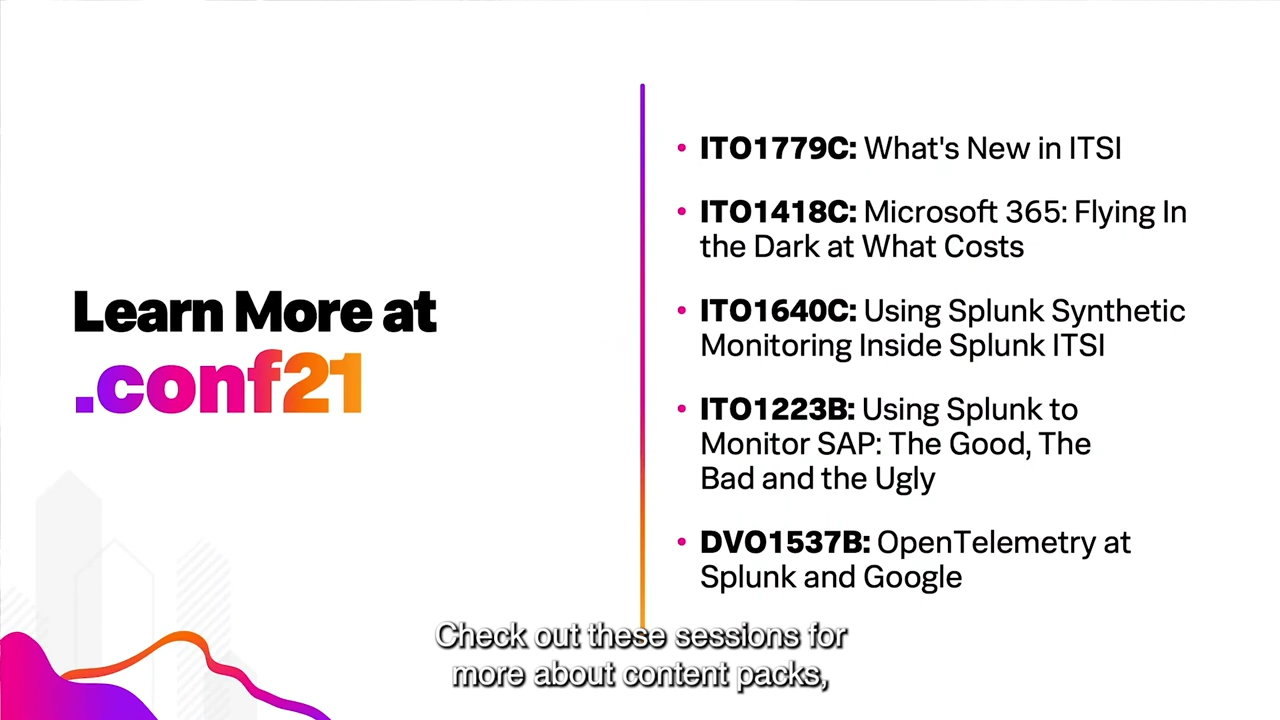 Learn More at
.conf21
• ITO1779C: What's New in ITSI
• ITO1418C: Microsoft 365: Flying In
the Dark at What Costs
• ITO1640C: Using Splunk Synthetic
Monitoring Inside Splunk ITSI
• ITO1223B: Using Splunk to
Monitor SAP: The Good, The
Bad and the Ugly
• DVO1537B: OpenTelemetry at
Splunk and Google
Check out these sessions for
more about content packs,